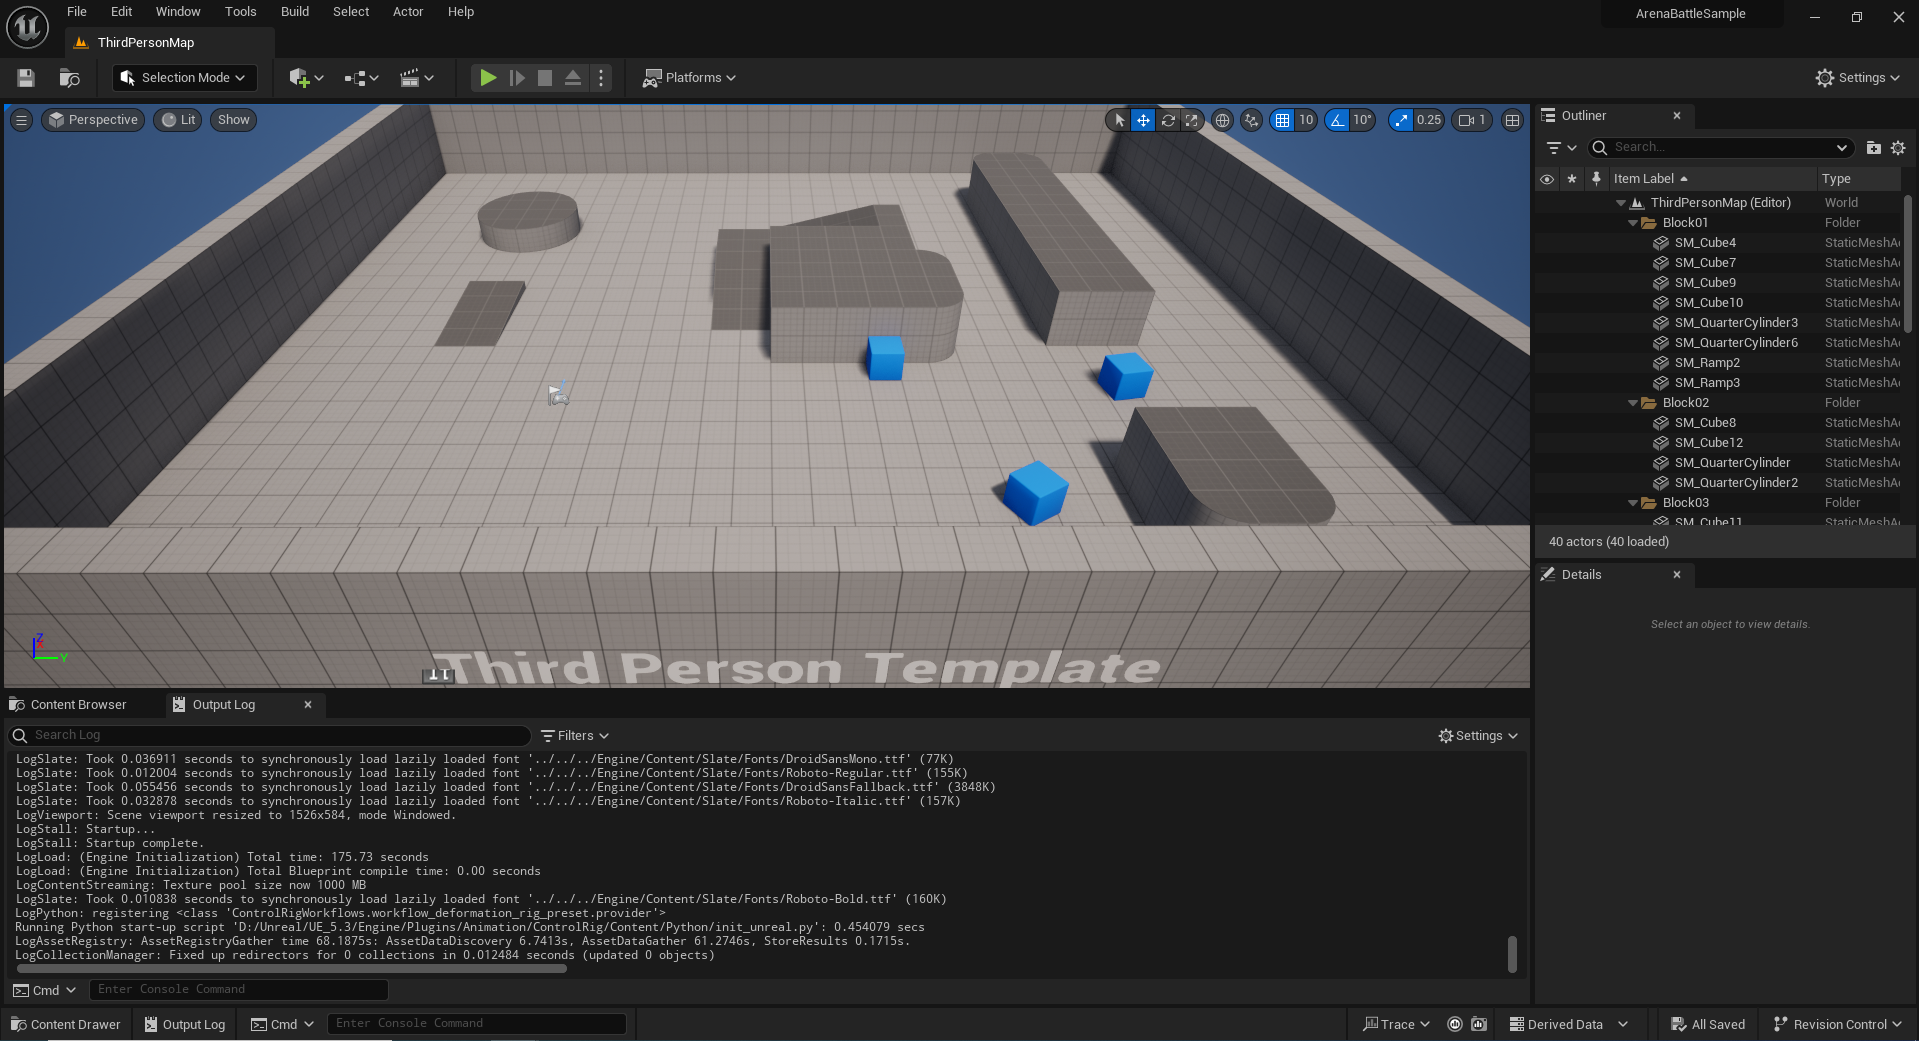 File Edit Window Tools Build Select Actor Help
ArenaBattleSample
ThirdPersonMap
Selection Mode
Platforms
Settings
Perspective Lit Show
10 10° 0.25 1
Third Person Template
Z
Y
Outliner
Search...
Item Label Type
ThirdPersonMap (Editor) World
Block01 Folder
SM_Cube4 StaticMeshA
SM_Cube7 StaticMeshA
SM_Cube9 StaticMeshA
SM_Cube10 StaticMeshA
SM_QuarterCylinder3 StaticMeshA
SM_QuarterCylinder6 StaticMeshA
SM_Ramp2 StaticMeshA
SM_Ramp3 StaticMeshA
Block02 Folder
SM_Cube8 StaticMeshA
SM_Cube12 StaticMeshA
SM_QuarterCylinder StaticMeshA
SM_QuarterCylinder2 StaticMeshA
Block03 Folder
SM_Cube11 StaticMeshA
40 actors (40 loaded)
Details
Select an object to view details.
Content Browser Output Log
Search Log Filters Settings
LogSlate: Took 0.036911 seconds to synchronously load lazily loaded font '../../../Engine/Content/Slate/Fonts/DroidSansMono.ttf' (77K)
LogSlate: Took 0.012004 seconds to synchronously load lazily loaded font '../../../Engine/Content/Slate/Fonts/Roboto-Regular.ttf' (155K)
LogSlate: Took 0.055456 seconds to synchronously load lazily loaded font '../../../Engine/Content/Slate/Fonts/DroidSansFallback.ttf' (3848K)
LogSlate: Took 0.032878 seconds to synchronously load lazily loaded font '../../../Engine/Content/Slate/Fonts/Roboto-Italic.ttf' (157K)
LogViewport: Scene viewport resized to 1526x584, mode Windowed.
LogStall: Startup...
LogStall: Startup complete.
LogLoad: (Engine Initialization) Total time: 175.73 seconds
LogLoad: (Engine Initialization) Total Blueprint compile time: 0.00 seconds
LogContentStreaming: Texture pool size now 1000 MB
LogSlate: Took 0.010838 seconds to synchronously load lazily loaded font '../../../Engine/Content/Slate/Fonts/Roboto-Bold.ttf' (160K)
LogPython: registering <class 'ControlRigWorkflows.workflow_deformation_rig_preset.provider'>
Running Python start-up script 'D:/Unreal/UE_5.3/Engine/Plugins/Animation/ControlRig/Content/Python/init_unreal.py': 0.454079 secs
LogAssetRegistry: AssetRegistryGather time 68.1875s: AssetDataDiscovery 6.7413s, AssetDataGather 61.2746s, StoreResults 0.1715s.
LogCollectionManager: Fixed up redirectors for 0 collections in 0.012484 seconds (updated 0 objects)
Cmd Enter Console Command
Content Drawer Output Log Cmd Enter Console Command Trace Derived Data All Saved Revision Control